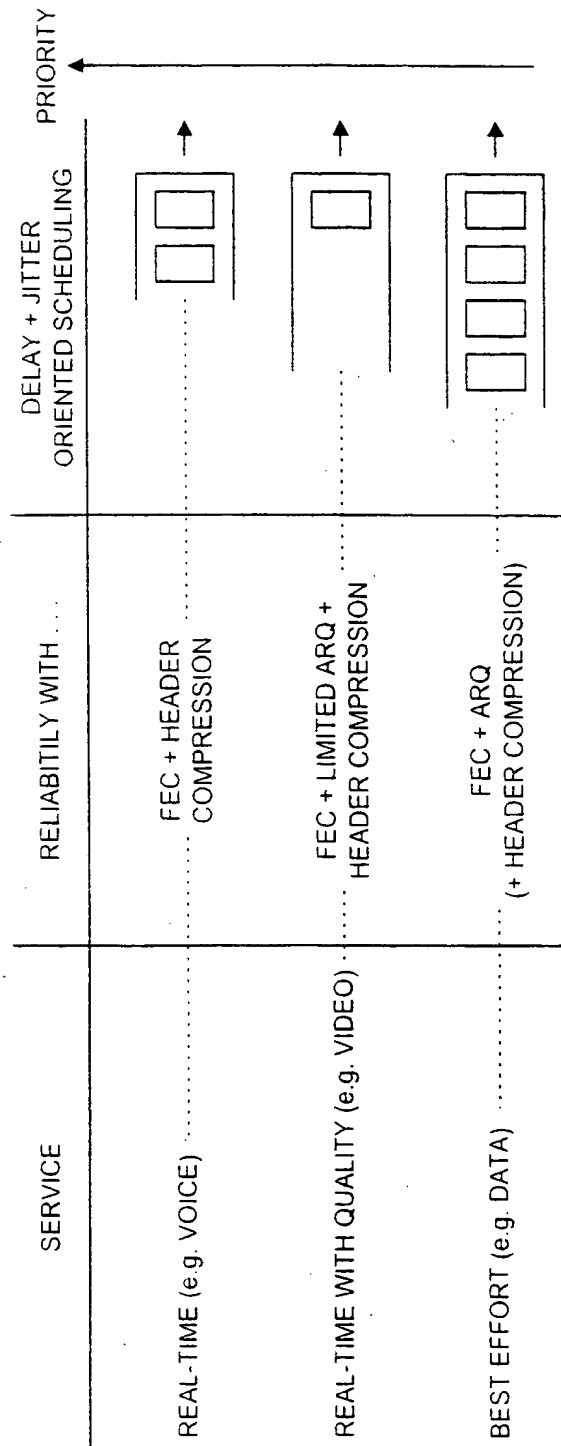 SERVICE
RELIABITILY WITH ...
DELAY + JITTER
ORIENTED SCHEDULING
PRIORITY
REAL-TIME (e.g. VOICE)
FEC + HEADER
COMPRESSION
REAL-TIME WITH QUALITY (e.g. VIDEO)
FEC + LIMITED ARQ +
HEADER COMPRESSION
BEST EFFORT (e.g. DATA)
FEC + ARQ
(+ HEADER COMPRESSION)